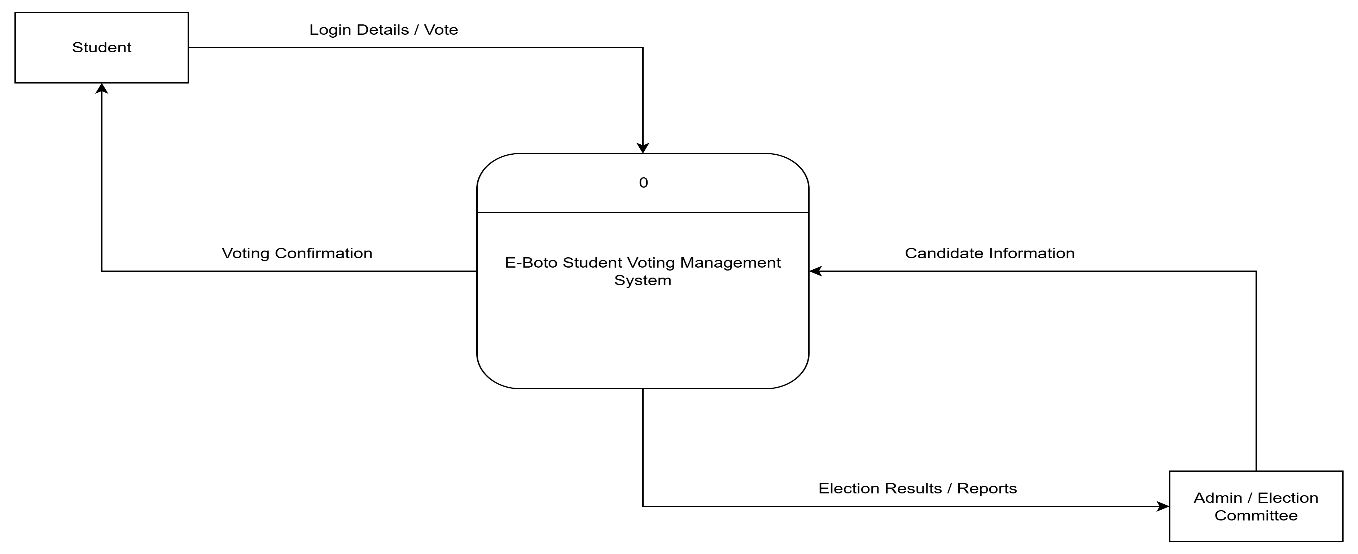 Login Details / Vote
Student
0
Voting Confirmation
Candidate Information
E-Boto Student Voting Management
System
Election Results / Reports
Admin / Election
Committee